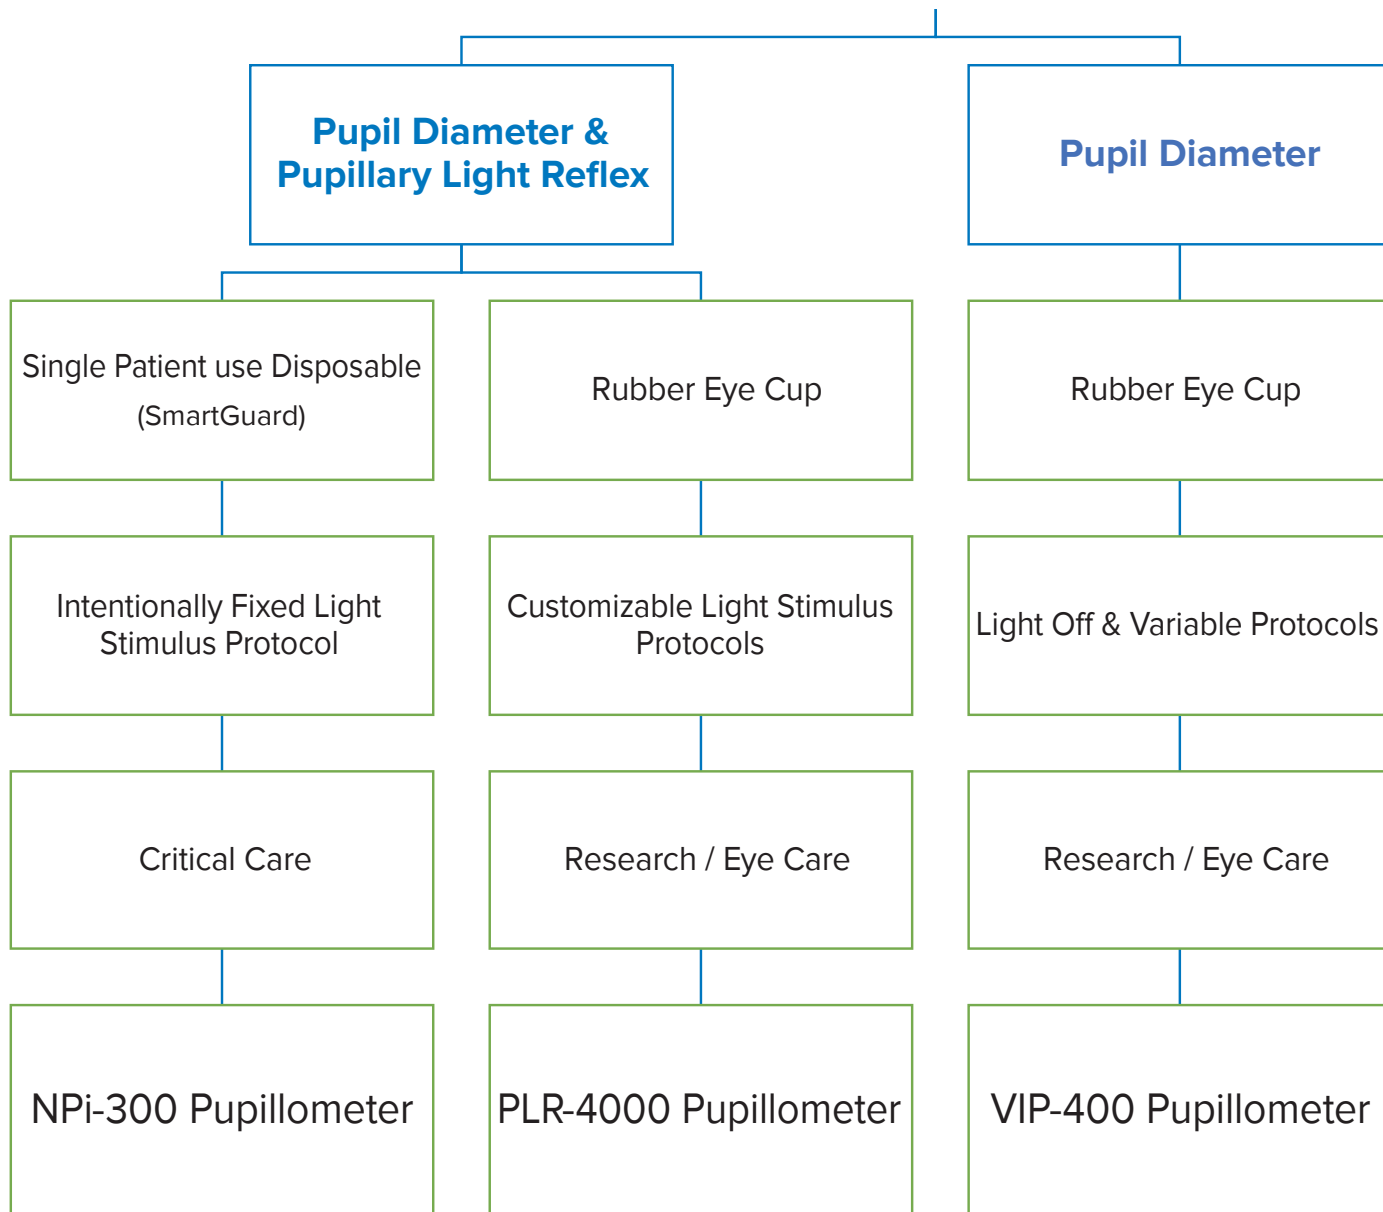 Pupil Diameter &
Pupillary Light Reflex
Pupil Diameter
Single Patient use Disposable
(SmartGuard)
Rubber Eye Cup
Rubber Eye Cup
Intentionally Fixed Light
Stimulus Protocol
Customizable Light Stimulus
Protocols
Light Off & Variable Protocols
Critical Care
Research / Eye Care
Research / Eye Care
NPi-300 Pupillometer
PLR-4000 Pupillometer
VIP-400 Pupillometer